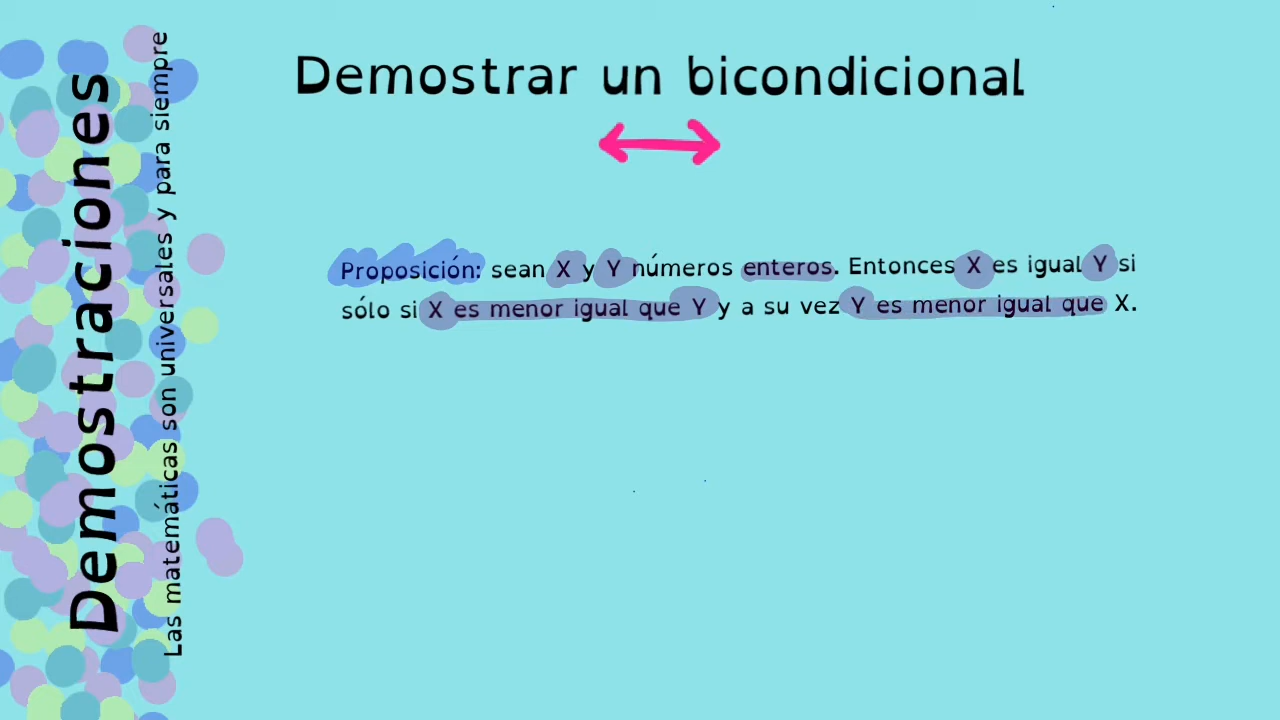 Demostraciones
Las matemáticas son universales y para siempre
Demostrar un bicondicional
Proposición: sean X y Y números enteros. Entonces X es igual Y si
sólo si X es menor igual que Y y a su vez Y es menor igual que X.